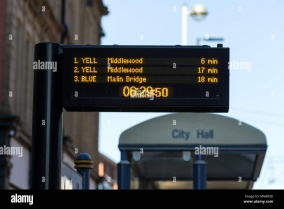 1. YELL Middlewood 6 min
2. YELL Middlewood 17 min
3. BLUE Malin Bridge 18 min
06:29:50
City Hall
alamy